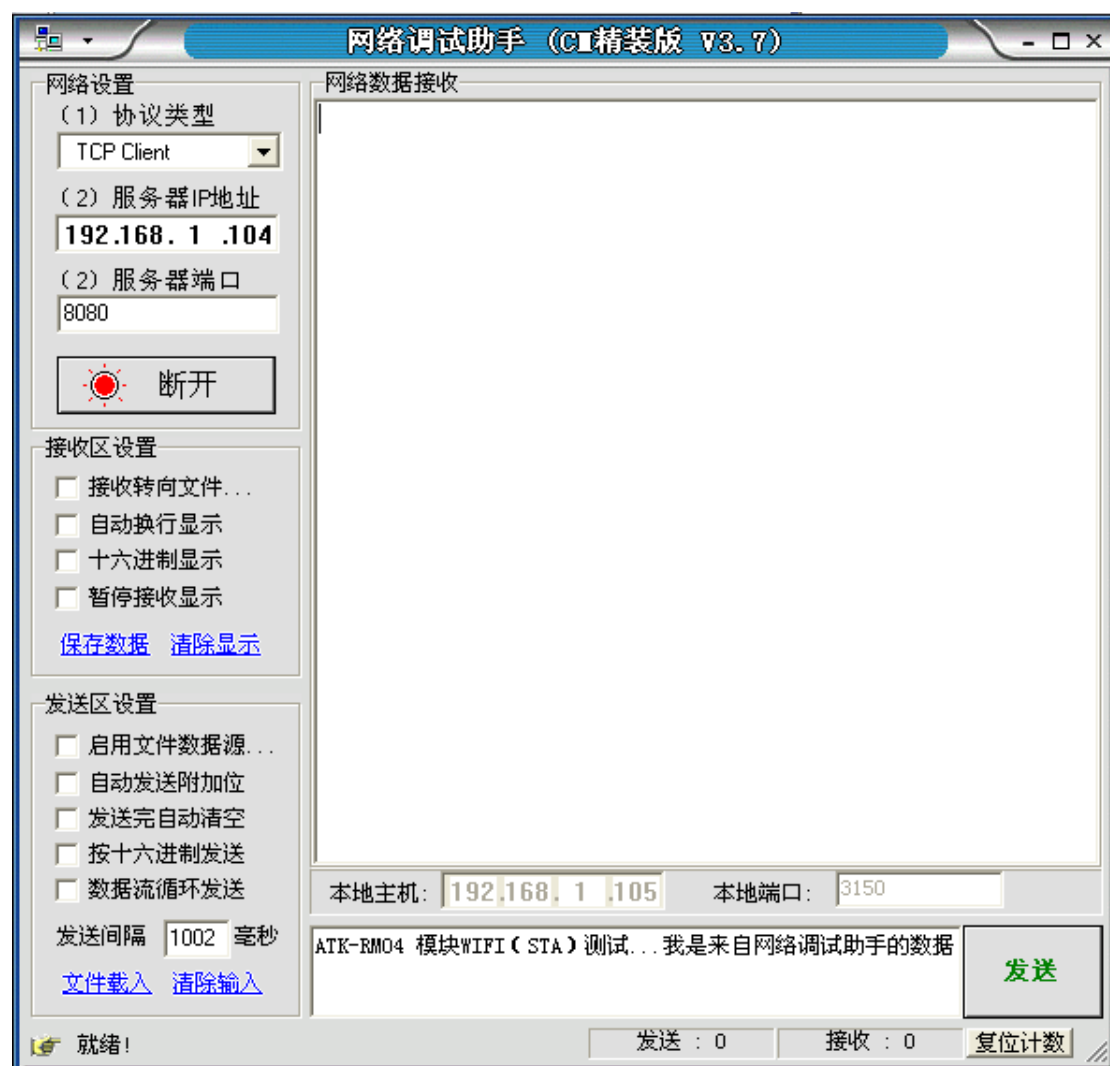 网络调试助手 (CⅢ精装版 V3.7)
网络设置
(1) 协议类型
TCP Client
(2) 服务器IP地址
192.168. 1 .104
(2) 服务器端口
8080
断开
接收区设置
接收转向文件...
自动换行显示
十六进制显示
暂停接收显示
保存数据 清除显示
发送区设置
启用文件数据源...
自动发送附加位
发送完自动清空
按十六进制发送
数据流循环发送
发送间隔 1002 毫秒
文件载入 清除输入
网络数据接收
本地主机: 192.168. 1 .105 本地端口: 3150
ATK-RM04 模块WIFI(STA)测试...我是来自网络调试助手的数据
发送
就绪!
发送 : 0 接收 : 0 复位计数